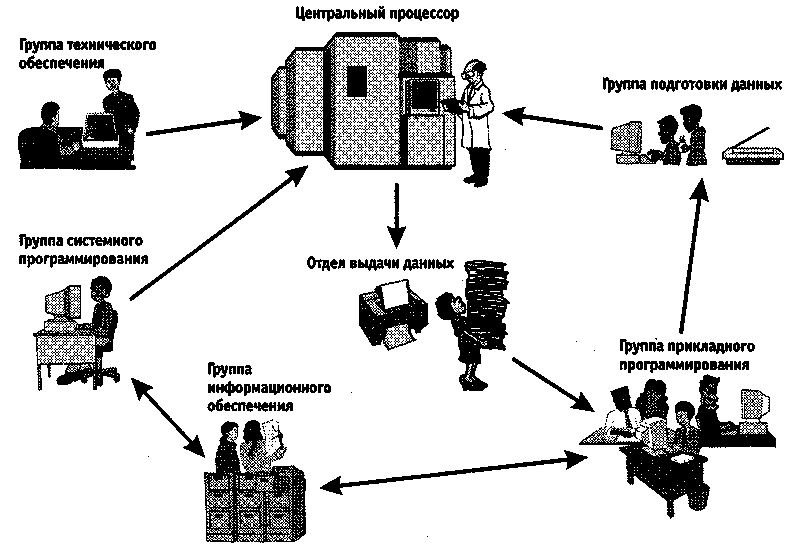 Центральный процессор
Группа технического
обеспечения
Группа подготовки данных
Группа системного
программирования
Отдел выдачи данных
Группа прикладного
программирования
Группа
информационного
обеспечения